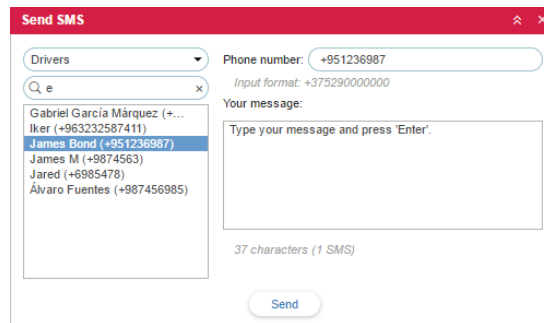 Send SMS
Drivers
e
Gabriel García Márquez (+...
Iker (+963232587411)
James Bond (+951236987)
James M (+9874563)
Jared (+6985478)
Álvaro Fuentes (+987456985)
Phone number: +951236987
Input format: +375290000000
Your message:
Type your message and press 'Enter'.
37 characters (1 SMS)
Send